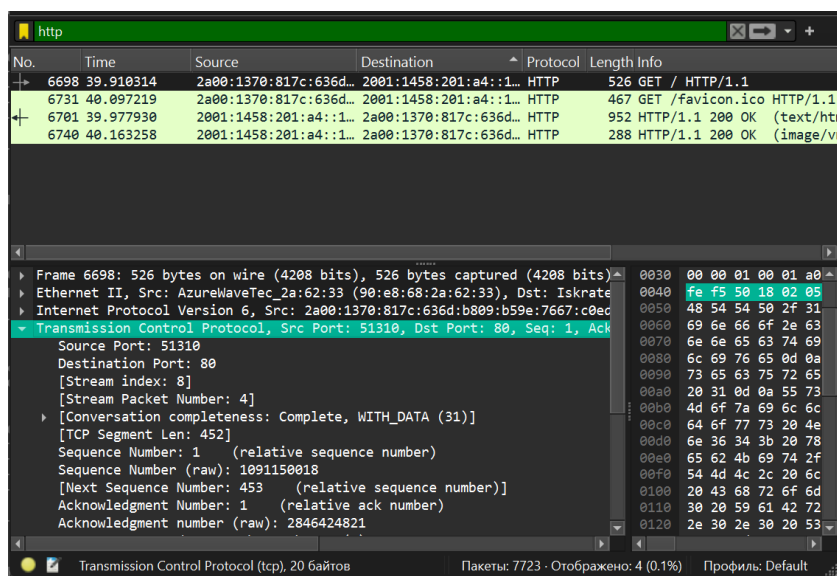 http
No. Time Source Destination Protocol Length Info
6698 39.910314 2a00:1370:817c:636d… 2001:1458:201:a4::1… HTTP 526 GET / HTTP/1.1
6731 40.097219 2a00:1370:817c:636d… 2001:1458:201:a4::1… HTTP 467 GET /favicon.ico HTTP/1.1
6701 39.977930 2001:1458:201:a4::1… 2a00:1370:817c:636d… HTTP 952 HTTP/1.1 200 OK (text/ht
6740 40.163258 2001:1458:201:a4::1… 2a00:1370:817c:636d… HTTP 288 HTTP/1.1 200 OK (image/v
Frame 6698: 526 bytes on wire (4208 bits), 526 bytes captured (4208 bits)
Ethernet II, Src: AzureWaveTec_2a:62:33 (90:e8:68:2a:62:33), Dst: Iskrate
Internet Protocol Version 6, Src: 2a00:1370:817c:636d:b809:b59e:7667:c0ed
Transmission Control Protocol, Src Port: 51310, Dst Port: 80, Seq: 1, Ack
Source Port: 51310
Destination Port: 80
[Stream index: 8]
[Stream Packet Number: 4]
[Conversation completeness: Complete, WITH_DATA (31)]
[TCP Segment Len: 452]
Sequence Number: 1 (relative sequence number)
Sequence Number (raw): 1091150018
[Next Sequence Number: 453 (relative sequence number)]
Acknowledgment Number: 1 (relative ack number)
Acknowledgment number (raw): 2846424821
0030 00 00 01 00 01 a0
0040 fe f5 50 18 02 05
0050 48 54 54 50 2f 31
0060 69 6e 66 6f 2e 63
0070 6e 6e 65 63 74 69
0080 6c 69 76 65 0d 0a
0090 73 65 63 75 72 65
00a0 20 31 0d 0a 55 73
00b0 4d 6f 7a 69 6c 6c
00c0 64 6f 77 73 20 4e
00d0 6e 36 34 3b 20 78
00e0 65 62 4b 69 74 2f
00f0 54 4d 4c 2c 20 6c
0100 20 43 68 72 6f 6d
0110 30 20 59 61 42 72
0120 2e 30 2e 30 20 53
Transmission Control Protocol (tcp), 20 байтов Пакеты: 7723 · Отображено: 4 (0.1%) Профиль: Default